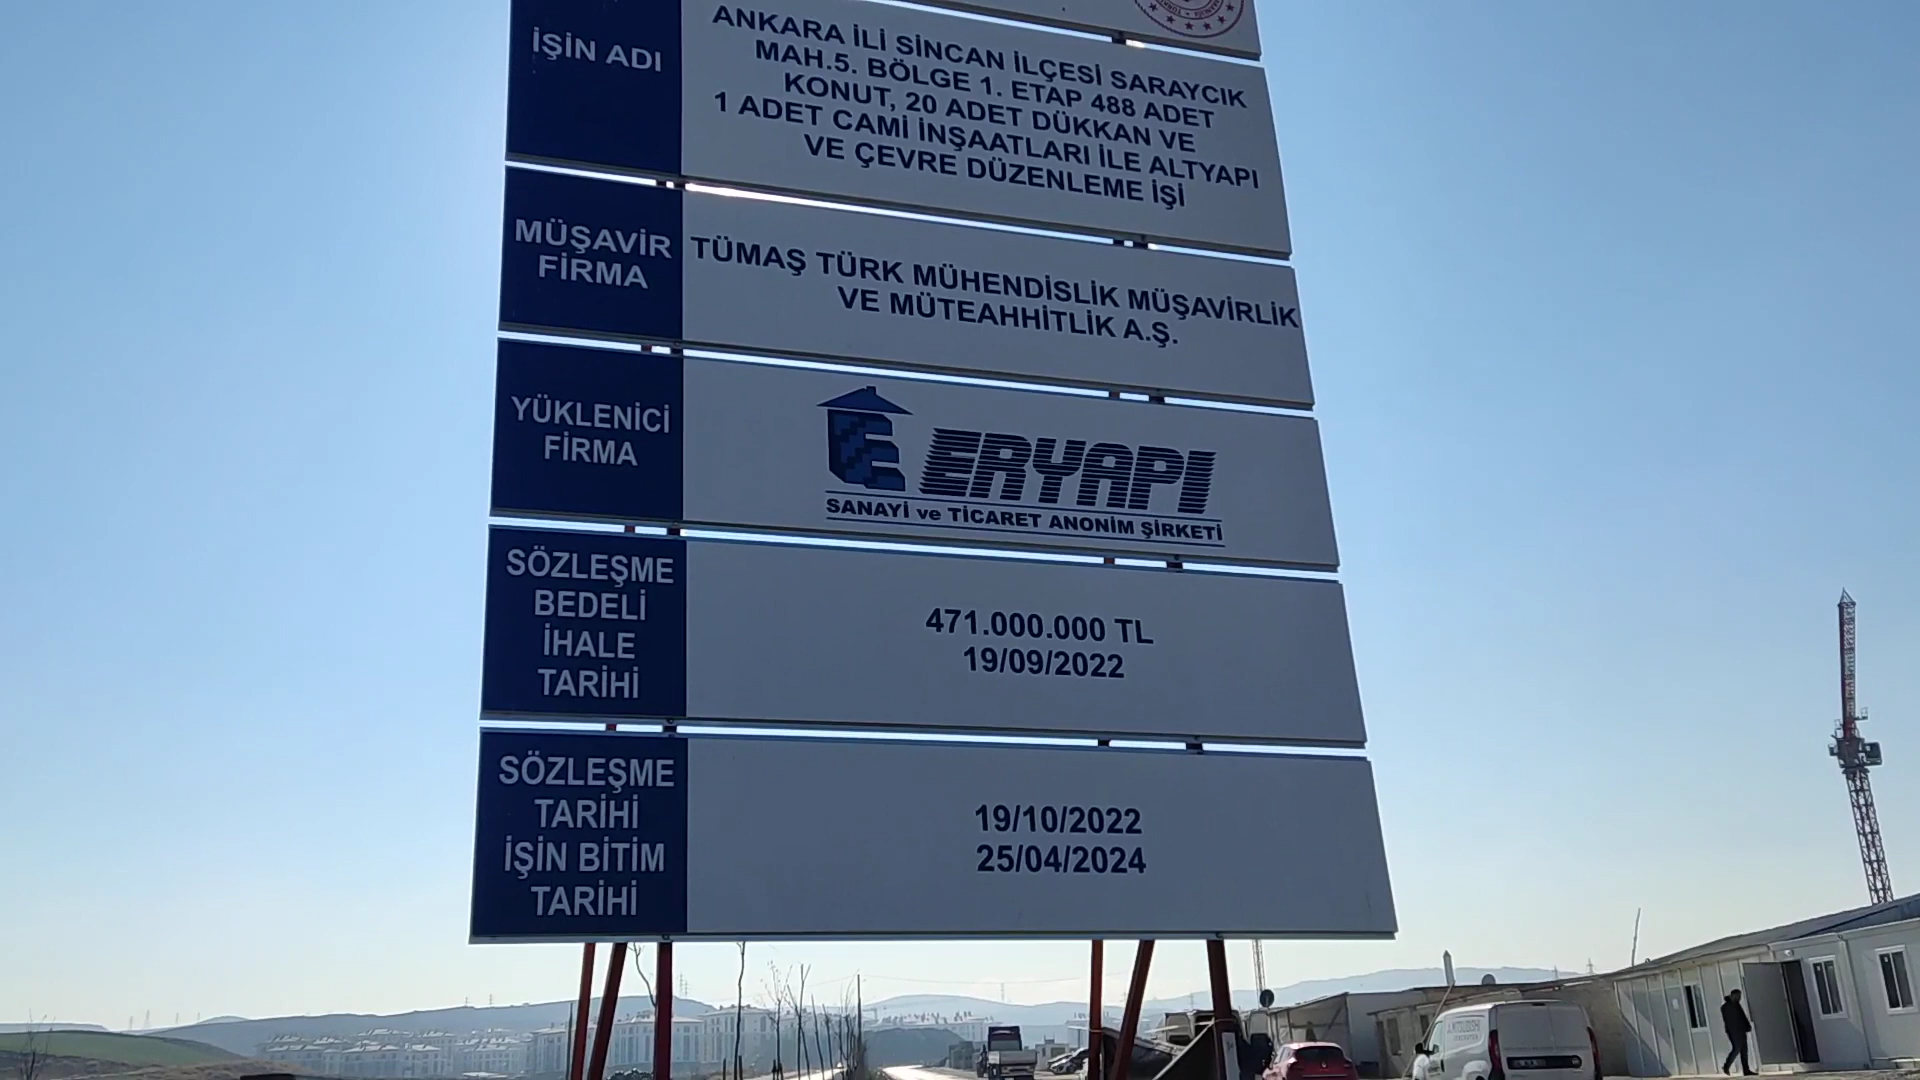 İŞİN ADI
ANKARA İLİ SİNCAN İLÇESİ SARAYCIK
MAH.5. BÖLGE 1. ETAP 488 ADET
KONUT, 20 ADET DÜKKAN VE
1 ADET CAMİ İNŞAATLARI İLE ALTYAPI
VE ÇEVRE DÜZENLEME İŞİ
MÜŞAVİR
FİRMA
TÜMAŞ TÜRK MÜHENDİSLİK MÜŞAVİRLİK
VE MÜTEAHHİTLİK A.Ş.
YÜKLENİCİ
FİRMA
ERYAPI
SANAYİ ve TİCARET ANONİM ŞİRKETİ
SÖZLEŞME
BEDELİ
İHALE
TARİHİ
471.000.000 TL
19/09/2022
SÖZLEŞME
TARİHİ
İŞİN BİTİM
TARİHİ
19/10/2022
25/04/2024